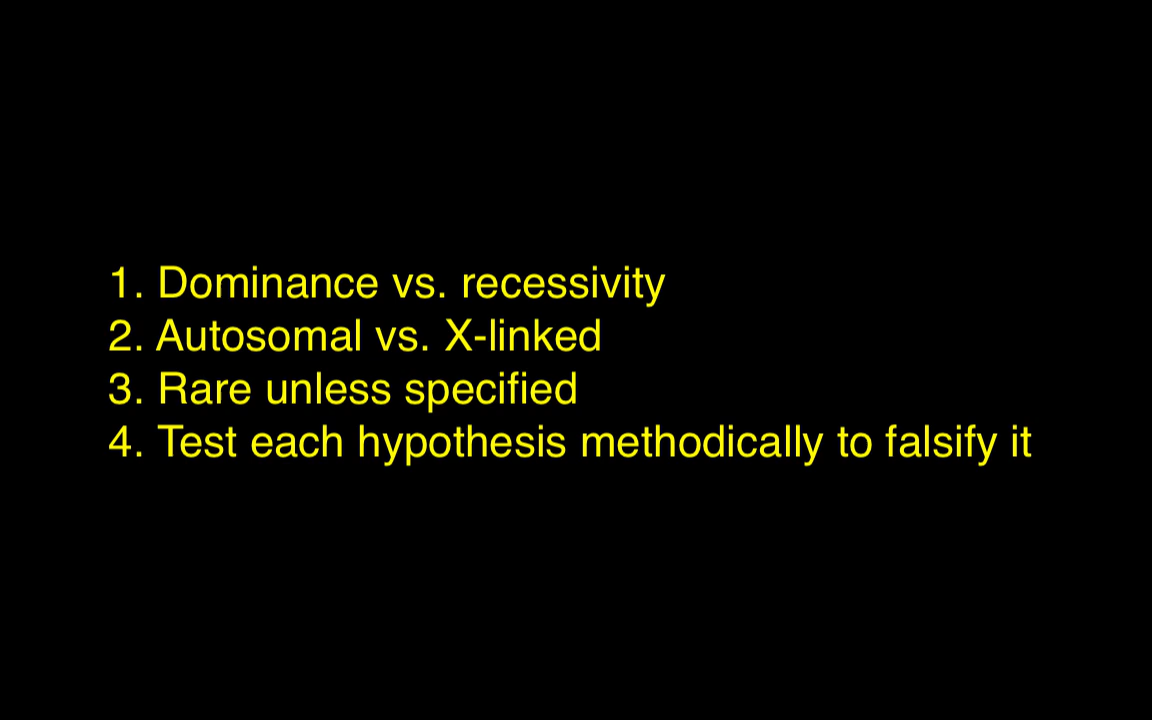 1. Dominance vs. recessivity
2. Autosomal vs. X-linked
3. Rare unless specified
4. Test each hypothesis methodically to falsify it